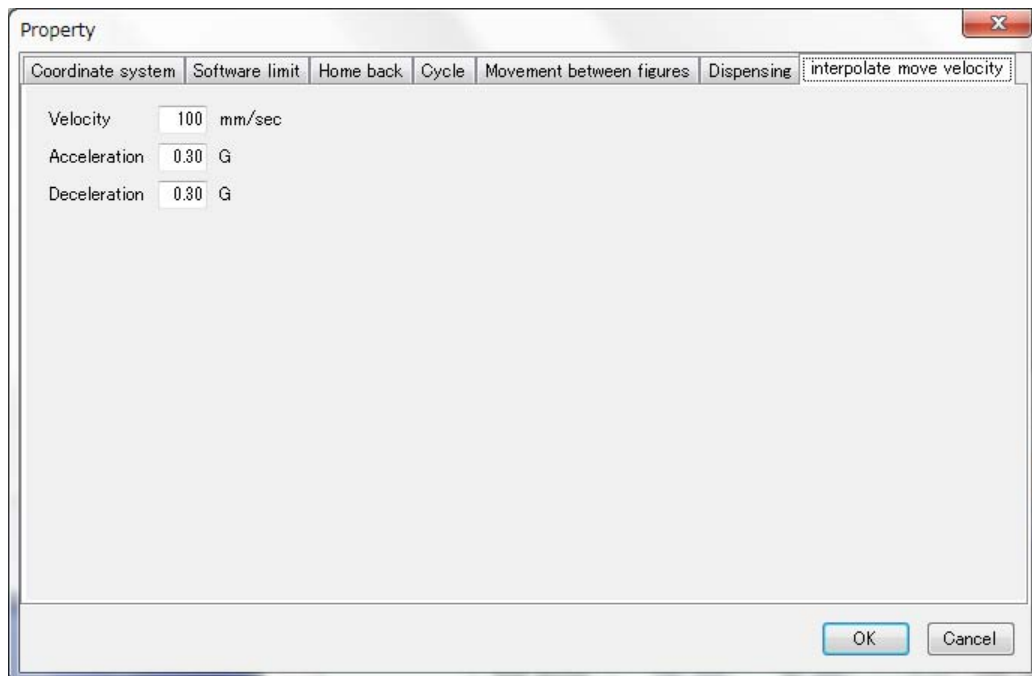 Property
Coordinate system Software limit Home back Cycle Movement between figures Dispensing interpolate move velocity
Velocity 100 mm/sec
Acceleration 0.30 G
Deceleration 0.30 G
OK Cancel